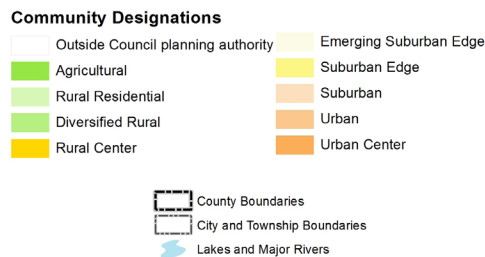 Community Designations
Outside Council planning authority
Agricultural
Rural Residential
Diversified Rural
Rural Center
Emerging Suburban Edge
Suburban Edge
Suburban
Urban
Urban Center
County Boundaries
City and Township Boundaries
Lakes and Major Rivers